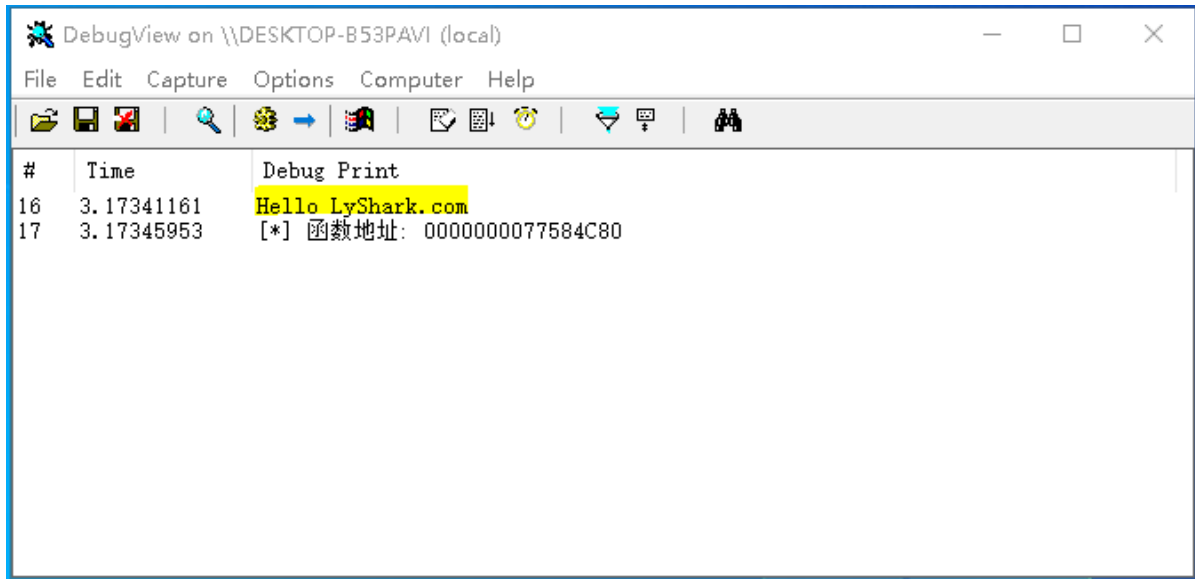 DebugView on \\DESKTOP-B53PAVI (local)
File Edit Capture Options Computer Help
# Time Debug Print
16 3.17341161 Hello LyShark.com
17 3.17345953 [*] 函数地址: 0000000077584C80